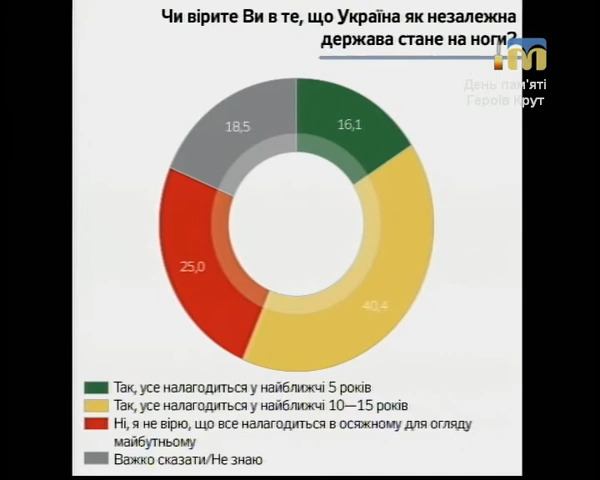 Чи вірите Ви в те, що Україна як незалежна
держава стане на ноги?
День пам'яті
Героїв Крут
16,1
18,5
25,0
40,4
Так, усе налагодиться у найближчі 5 років
Так, усе налагодиться у найближчі 10—15 років
Ні, я не вірю, що все налагодиться в осяжному для огляду
майбутньому
Важко сказати/Не знаю